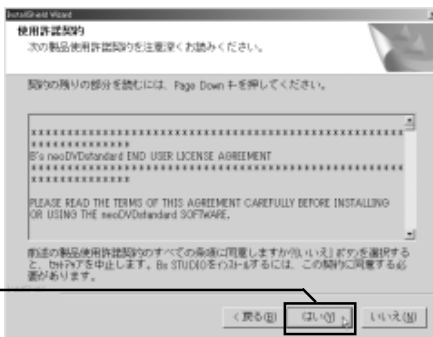 InstallShield Wizard
使用許諾契約
次の製品使用許諾契約を注意深くお読みください。
契約の残りの部分を読むには、Page Down キーを押してください。
××××××××××××××××××××××××××××××××××××××××××××××××××××××××××
×××××××××××××××
B's neoDVDstandard END USER LICENSE AGREEMENT
××××××××××××××××××××××××××××××××××××××××××××××××××××××××××
×××××××××××××××
PLEASE READ THE TERMS OF THIS AGREEMENT CAREFULLY BEFORE INSTALLING
OR USING THE neoDVDstandard SOFTWARE.
前述の製品使用許諾契約のすべての条項に同意しますか?[いいえ] ボタンを選択する
と、セットアップを中止します。Bs STUDIOをインストールするには、この契約に同意する必
要があります。
< 戻る(B)
はい(Y)
いいえ(N)